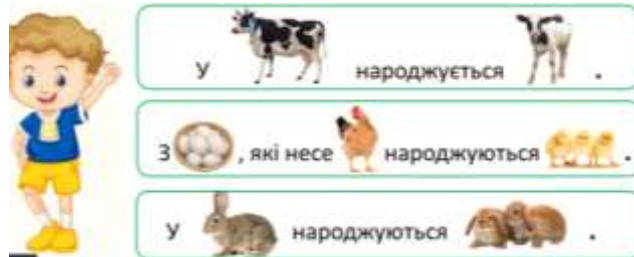 У народжується .
З , які несе народжуються .
У народжуються .